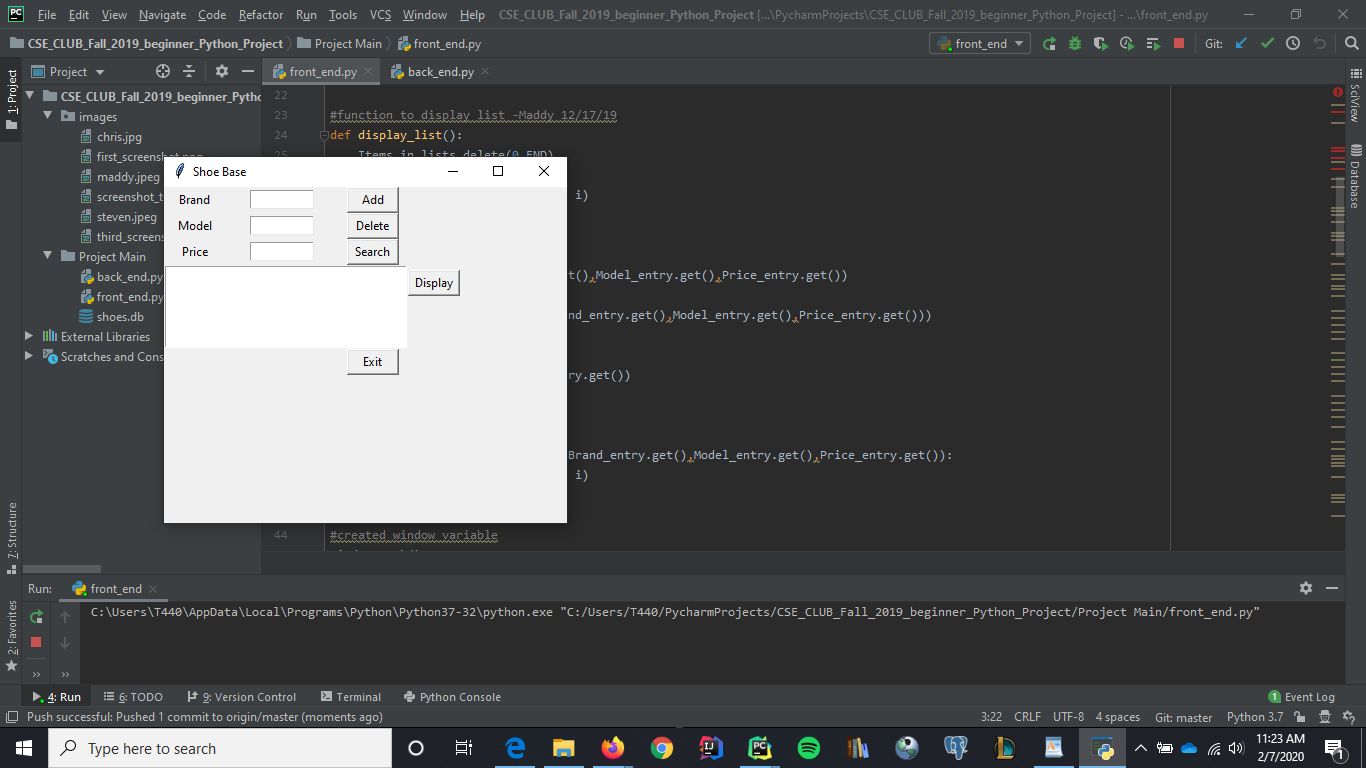 File Edit View Navigate Code Refactor Run Tools VCS Window Help CSE_CLUB_Fall_2019_beginner_Python_Project [...\PycharmProjects\CSE_CLUB_Fall_2019_beginner_Python_Project] - ...\front_end.py
CSE_CLUB_Fall_2019_beginner_Python_Project Project Main front_end.py front_end Git:
Project front_end.py back_end.py
1: Project
CSE_CLUB_Fall_2019_beginner_Pytho
images
chris.jpg
first_screenshot.png
maddy.jpeg
screenshot_t
steven.jpeg
third_screens
Project Main
back_end.py
front_end.py
shoes.db
External Libraries
Scratches and Cons
7: Structure
2: Favorites
22
23 #function to display list -Maddy 12/17/19
24 def display_list():
25 Items_in_lists.delete(0,END)
i)
t(),Model_entry.get(),Price_entry.get())
nd_entry.get(),Model_entry.get(),Price_entry.get()))
ry.get())
Brand_entry.get(),Model_entry.get(),Price_entry.get()):
i)
44 #created window variable
SciView
Database
Shoe Base
Brand Add
Model Delete
Price Search
Display
Exit
Run: front_end
C:\Users\T440\AppData\Local\Programs\Python\Python37-32\python.exe "C:/Users/T440/PycharmProjects/CSE_CLUB_Fall_2019_beginner_Python_Project/Project Main/front_end.py"
4: Run 6: TODO 9: Version Control Terminal Python Console 1 Event Log
Push successful: Pushed 1 commit to origin/master (moments ago) 3:22 CRLF UTF-8 4 spaces Git: master Python 3.7
Type here to search
11:23 AM
2/7/2020
1